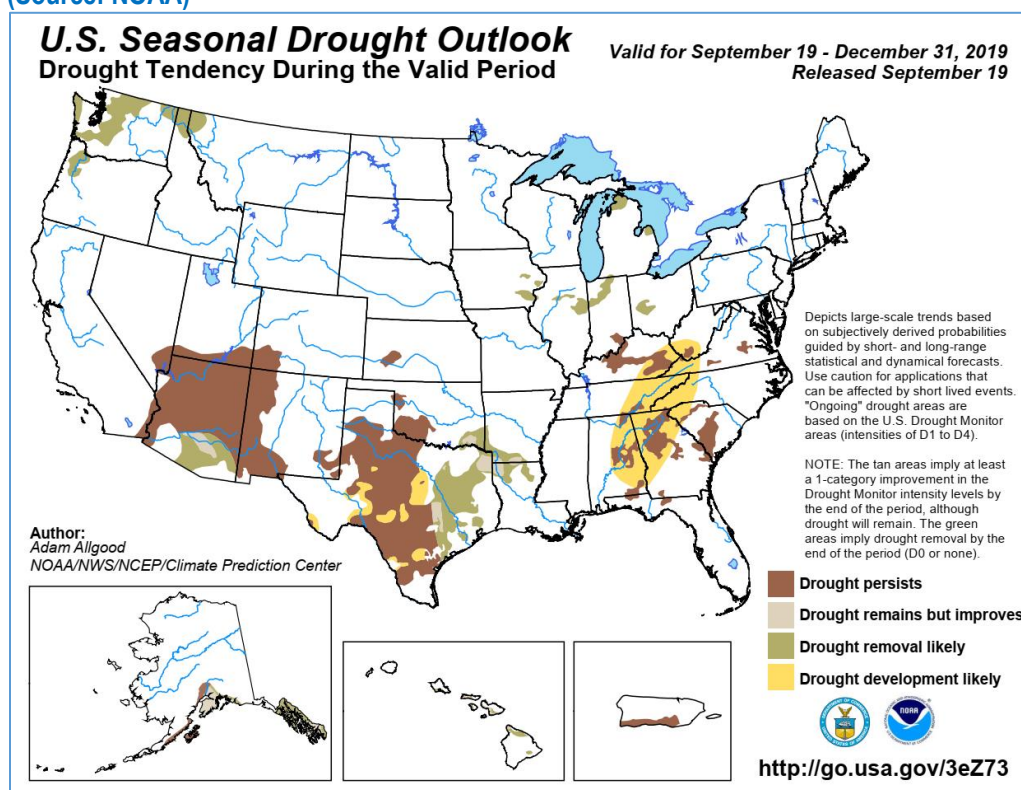 (Source: NOAA)
U.S. Seasonal Drought Outlook
Drought Tendency During the Valid Period
Valid for September 19 - December 31, 2019
Released September 19
Depicts large-scale trends based
on subjectively derived probabilities
guided by short- and long-range
statistical and dynamical forecasts.
Use caution for applications that
can be affected by short lived events.
"Ongoing" drought areas are
based on the U.S. Drought Monitor
areas (intensities of D1 to D4).
NOTE: The tan areas imply at least
a 1-category improvement in the
Drought Monitor intensity levels by
the end of the period, although
drought will remain. The green
areas imply drought removal by the
end of the period (D0 or none).
Author:
Adam Allgood
NOAA/NWS/NCEP/Climate Prediction Center
Drought persists
Drought remains but improves
Drought removal likely
Drought development likely
NOAA
http://go.usa.gov/3eZ73